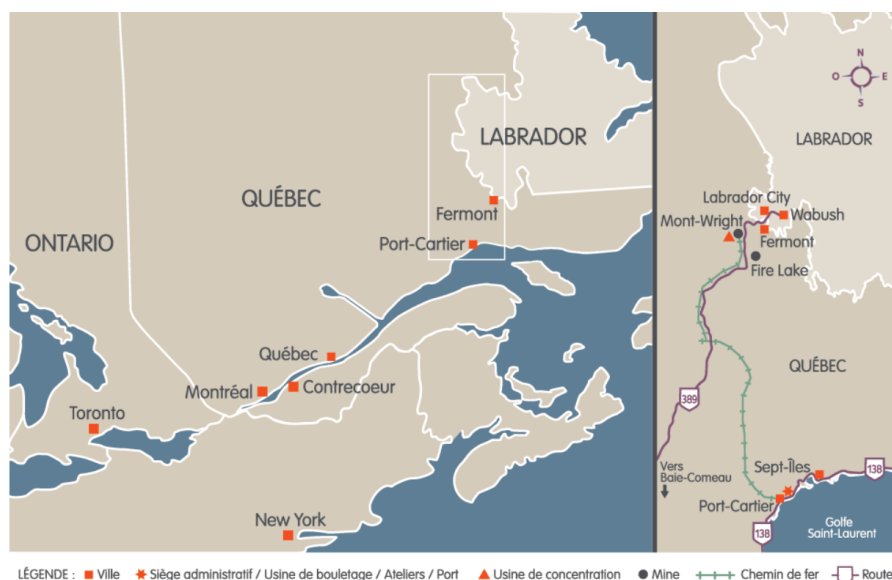 LABRADOR
QUÉBEC
Fermont
ONTARIO
Port-Cartier
Québec
Montréal
Contrecoeur
Toronto
New York
N
O
E
S
LABRADOR
Labrador City
Wabush
Mont-Wright
Fermont
Fire Lake
QUÉBEC
389
Vers
Baie-Comeau
Sept-Îles
138
Port-Cartier
138
Golfe
Saint-Laurent
LÉGENDE : Ville Siège administratif / Usine de bouletage / Ateliers / Port Usine de concentration Mine Chemin de fer Route